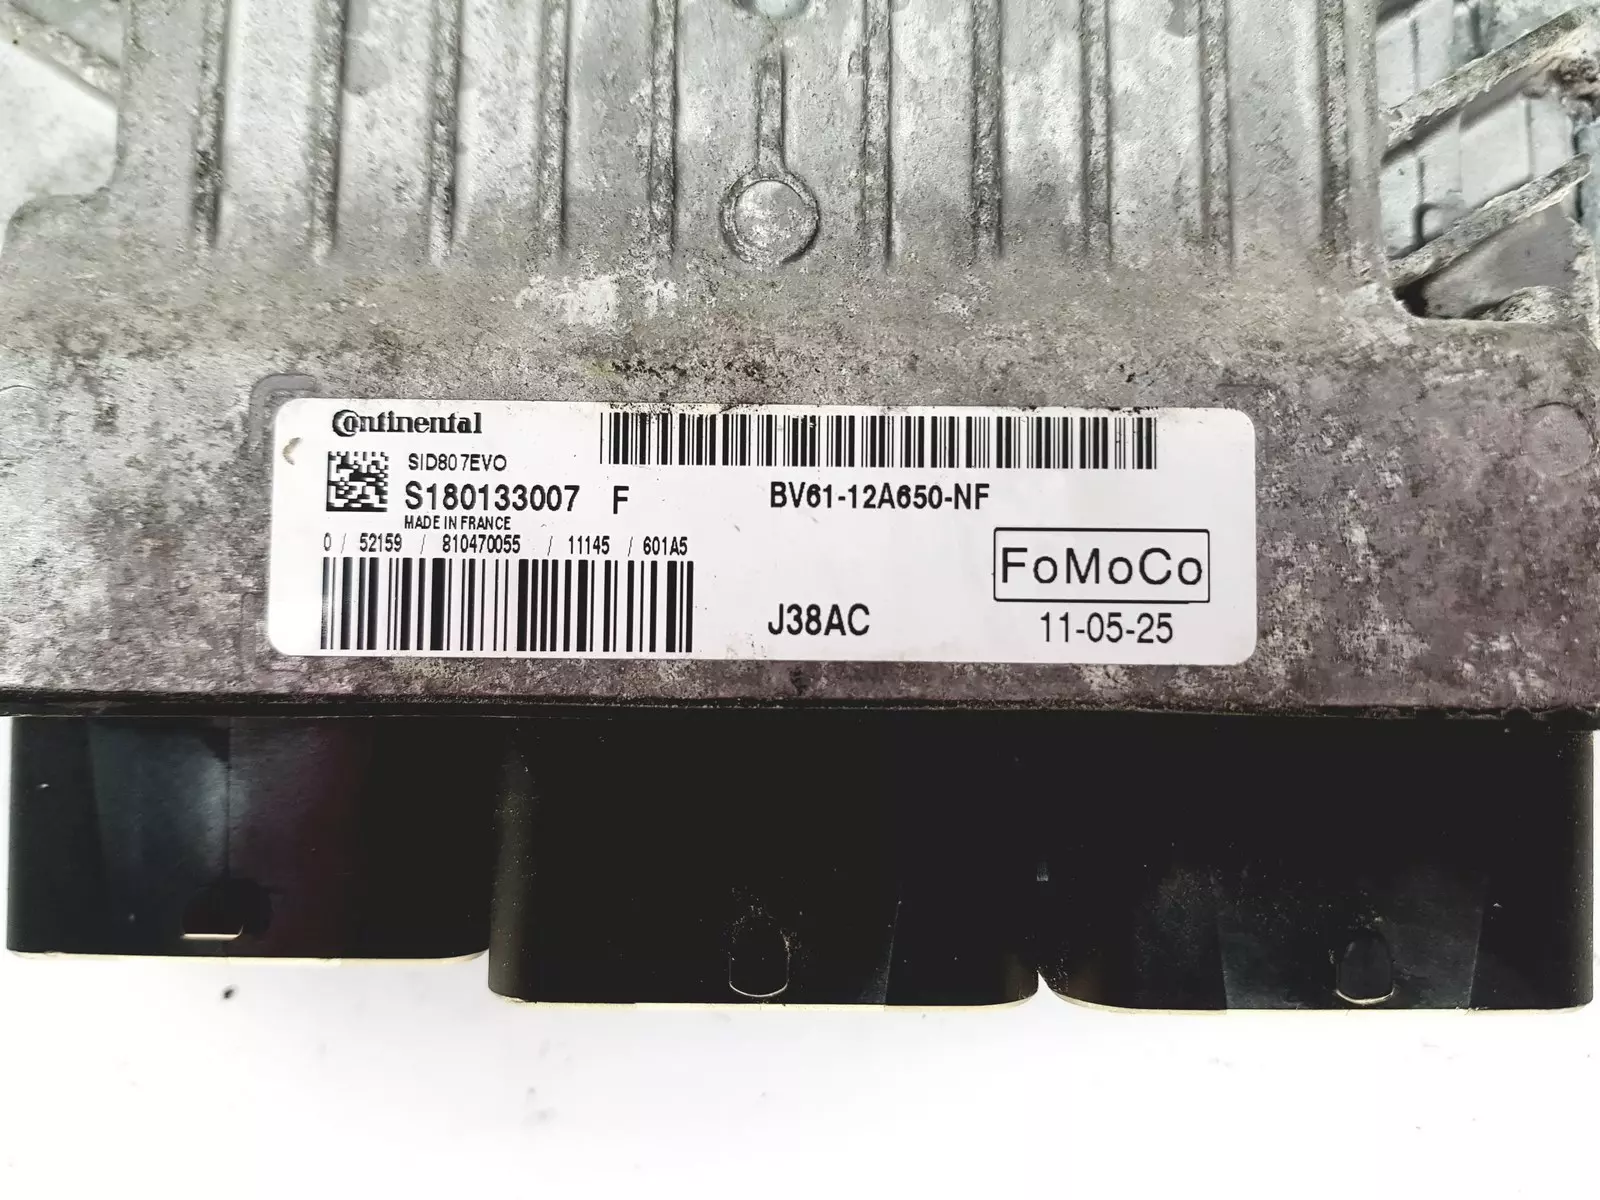 Continental
SID807EVO
S180133007 F
MADE IN FRANCE
0 / 52159 / 810470055 / 11145 / 601A5
BV61-12A650-NF
FoMoCo
J38AC
11-05-25